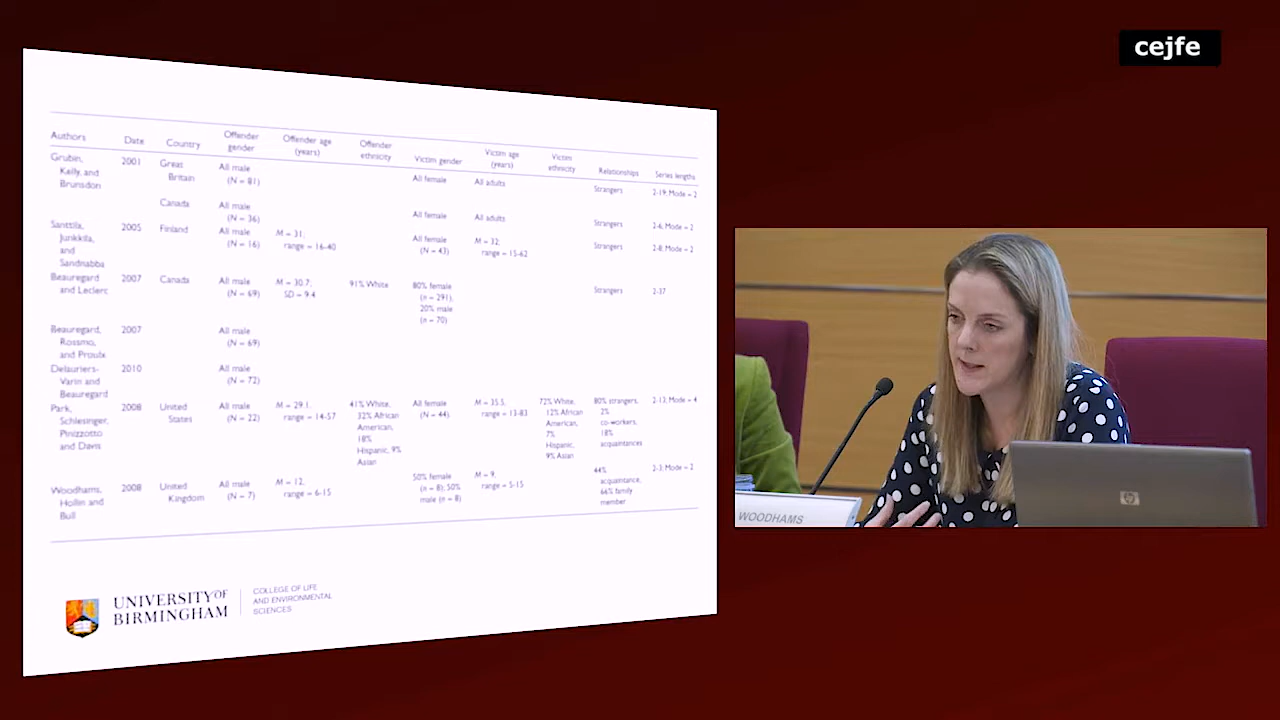 cejfe
Authors Date Country Offender gender Offender age (years) Offender ethnicity Victim gender Victim age (years) Victim ethnicity Relationships Series lengths
Grubin, Kelly, and Brunsdon 2001 Great Britain All male (N = 81) All female All adults Strangers 2-19; Mode = 2
Canada All male (N = 36) All female All adults Strangers 2-6, Mode = 2
Santtila, Junkkila, and Sandnabba 2005 Finland All male (N = 16) M = 31; range = 16-40 All female (N = 43) M = 32; range = 15-62 Strangers 2-8; Mode = 2
Beauregard and Leclerc 2007 Canada All male (N = 69) M = 30.7; SD = 9.4 91% White 80% female (n = 291), 20% male (n = 70) Strangers 2-37
Beauregard, Rossmo, and Proulx 2007 All male (N = 69)
Delauriers-Varin and Beauregard 2010 All male (N = 72)
Park, Schlesinger, Pinizzotto and Davis 2008 United States All male (N = 22) M = 29.1, range = 14-57 41% White, 32% African American, 18% Hispanic, 9% Asian All female (N = 44) M = 35.5, range = 13-83 72% White, 12% African American, 7% Hispanic, 9% Asian 80% strangers, 2% co-workers, 18% acquaintances 2-13; Mode = 4
Woodhams, Hollin and Bull 2008 United Kingdom All male (N = 7) M = 12, range = 6-15 50% female (n = 8); 50% male (n = 8) M = 9, range = 5-15 44% acquaintance, 66% family member 2-3; Mode = 2
UNIVERSITY OF
BIRMINGHAM
COLLEGE OF LIFE
AND ENVIRONMENTAL
SCIENCES
WOODHAMS
hp